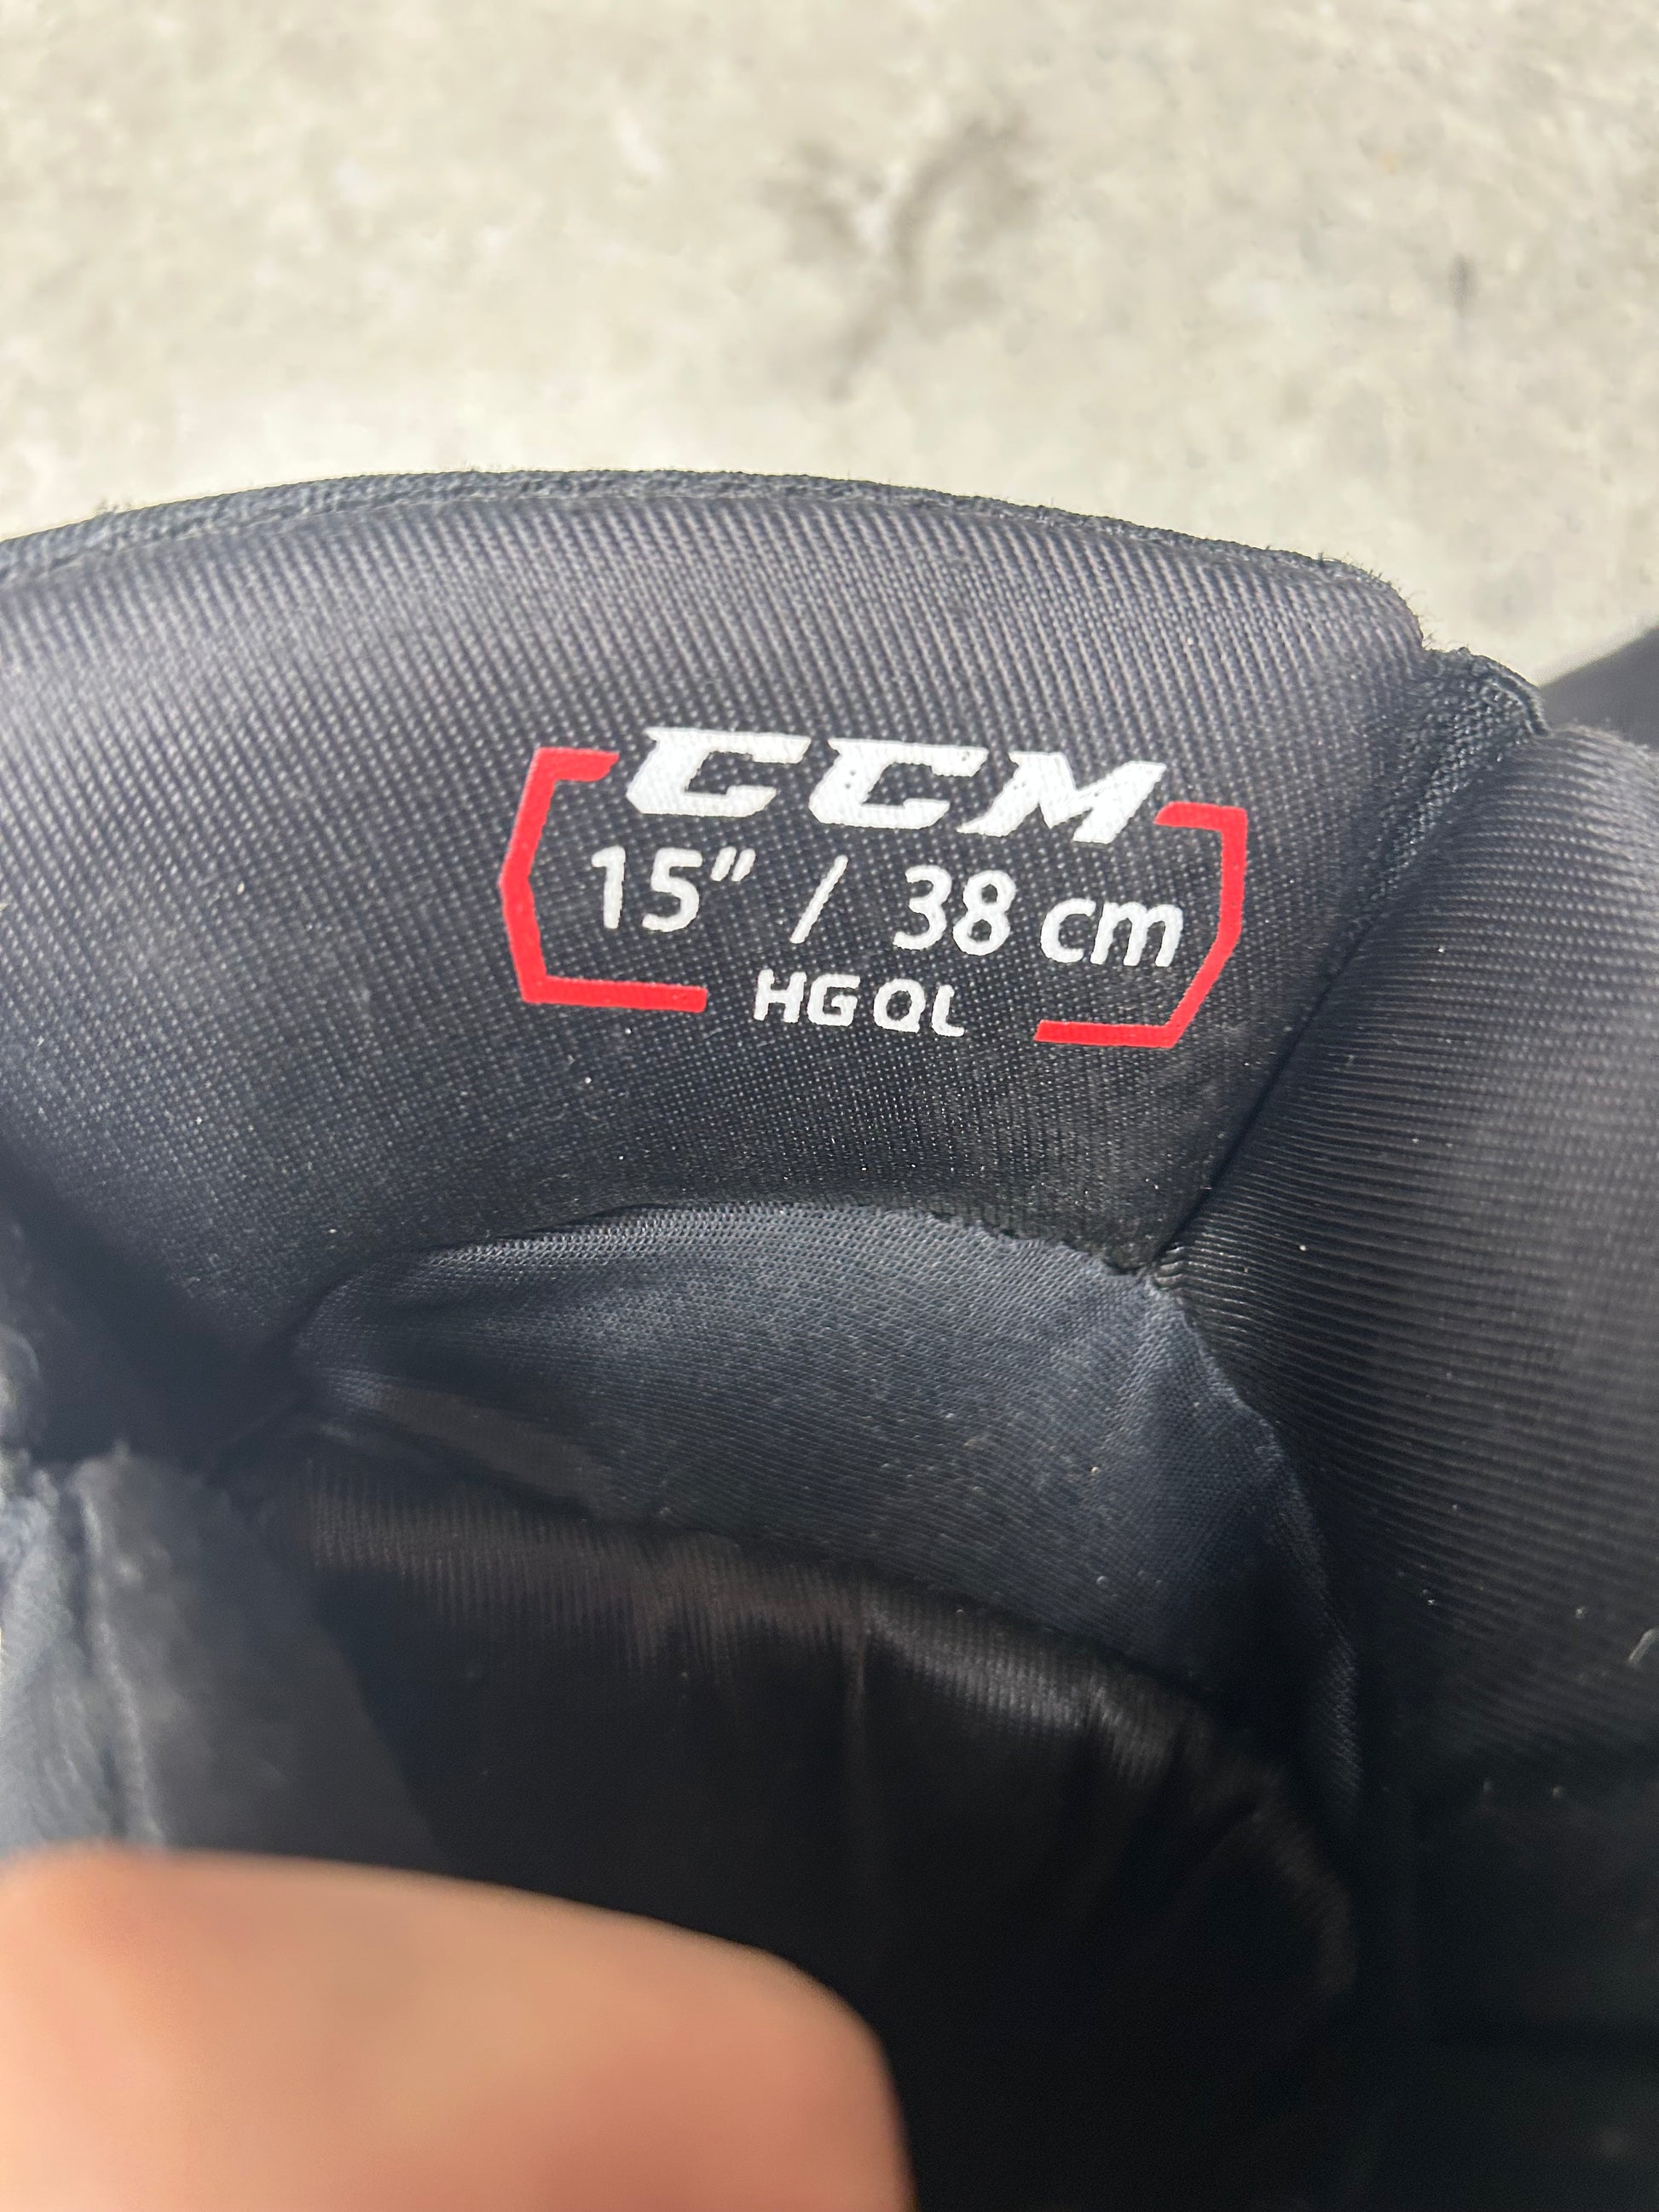 CCM
15" / 38 cm
HG QL